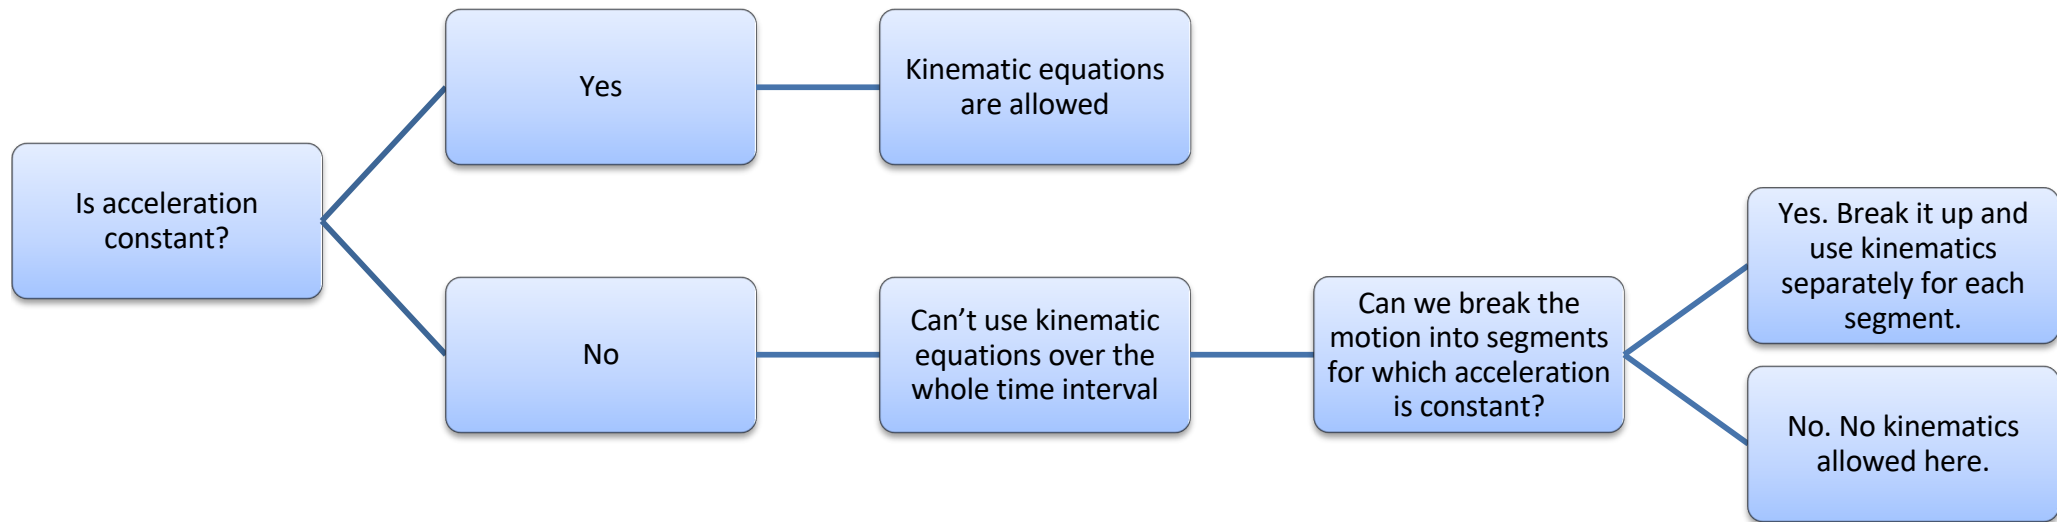 Is acceleration
constant?
Yes
Kinematic equations
are allowed
No
Can’t use kinematic
equations over the
whole time interval
Can we break the
motion into segments
for which acceleration
is constant?
Yes. Break it up and
use kinematics
separately for each
segment.
No. No kinematics
allowed here.